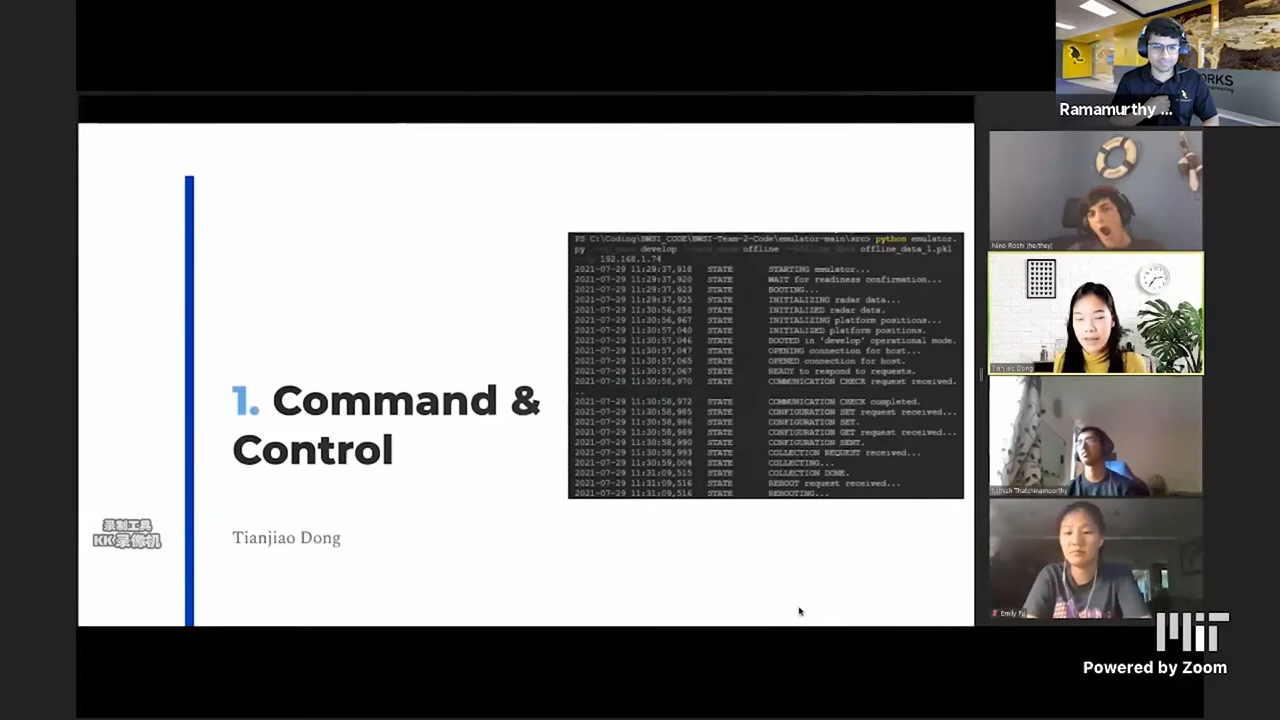 ORKS
Ramamurthy ...
Nino Roshi (he/they)
Tianjiao Dong
Nithish Thatchinamoorthy
Emily Fu
1. Command &
Control
Tianjiao Dong
PS C:\Coding\BWSI_CODE\BWSI-Team-2-Code\emulator-main\src> python emulator.
py develop offline offline_data_1.pkl
192.168.1.74
2021-07-29 11:29:37,918 STATE STARTING emulator...
2021-07-29 11:29:37,920 STATE WAIT for readiness confirmation...
2021-07-29 11:29:37,923 STATE BOOTING...
2021-07-29 11:29:37,925 STATE INITIALIZING radar data...
2021-07-29 11:30:56,858 STATE INITIALIZED radar data.
2021-07-29 11:30:56,967 STATE INITIALIZING platform positions...
2021-07-29 11:30:57,040 STATE INITIALIZED platform positions.
2021-07-29 11:30:57,046 STATE BOOTED in 'develop' operational mode.
2021-07-29 11:30:57,047 STATE OPENING connection for host...
2021-07-29 11:30:57,065 STATE OPENED connection for host.
2021-07-29 11:30:57,067 STATE READY to respond to requests.
2021-07-29 11:30:58,970 STATE COMMUNICATION CHECK request received.
..
2021-07-29 11:30:58,972 STATE COMMUNICATION CHECK completed.
2021-07-29 11:30:58,985 STATE CONFIGURATION SET request received...
2021-07-29 11:30:58,986 STATE CONFIGURATION SET.
2021-07-29 11:30:58,989 STATE CONFIGURATION GET request received...
2021-07-29 11:30:58,990 STATE CONFIGURATION SENT.
2021-07-29 11:30:58,993 STATE COLLECTION REQUEST received...
2021-07-29 11:30:59,004 STATE COLLECTING...
2021-07-29 11:31:09,515 STATE COLLECTION DONE.
2021-07-29 11:31:09,516 STATE REBOOT request received...
2021-07-29 11:31:09,516 STATE REBOOTING...
录制工具
KK录像机
MIT
Powered by Zoom